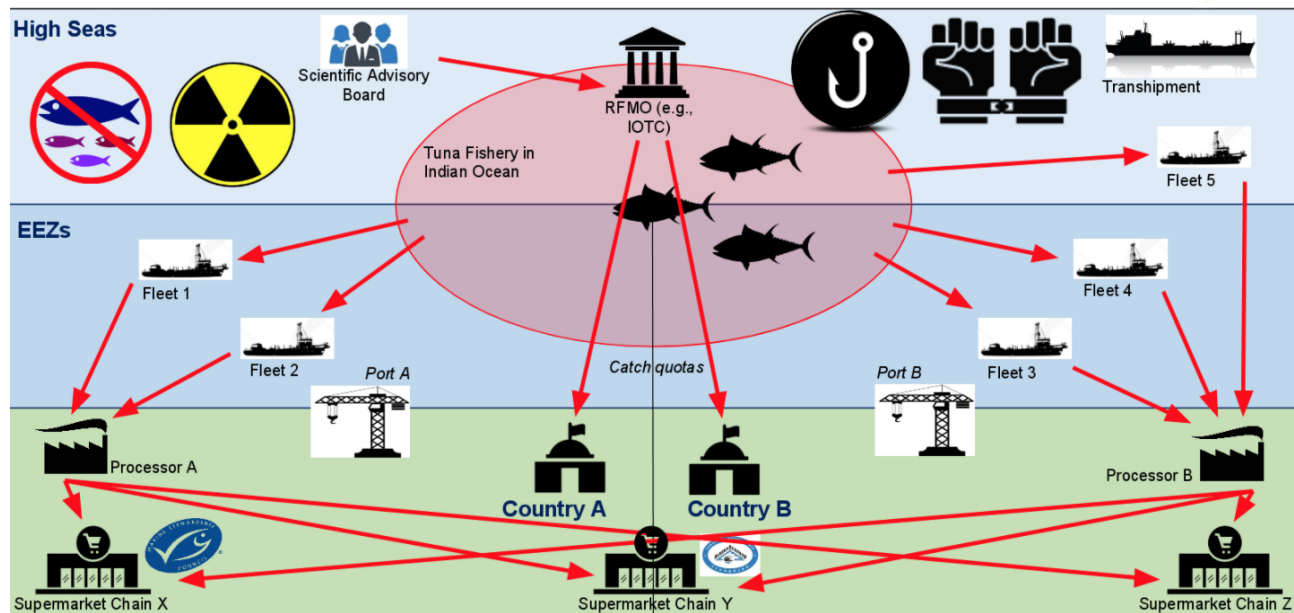 High Seas
Scientific Advisory
Board
RFMO (e.g.,
IOTC)
Transhipment
Tuna Fishery in
Indian Ocean
Fleet 5
EEZs
Fleet 1
Fleet 4
Fleet 2
Port A
Catch quotas
Port B
Fleet 3
Processor A
Processor B
Country A
Country B
Supermarket Chain X
Supermarket Chain Y
Supermarket Chain Z